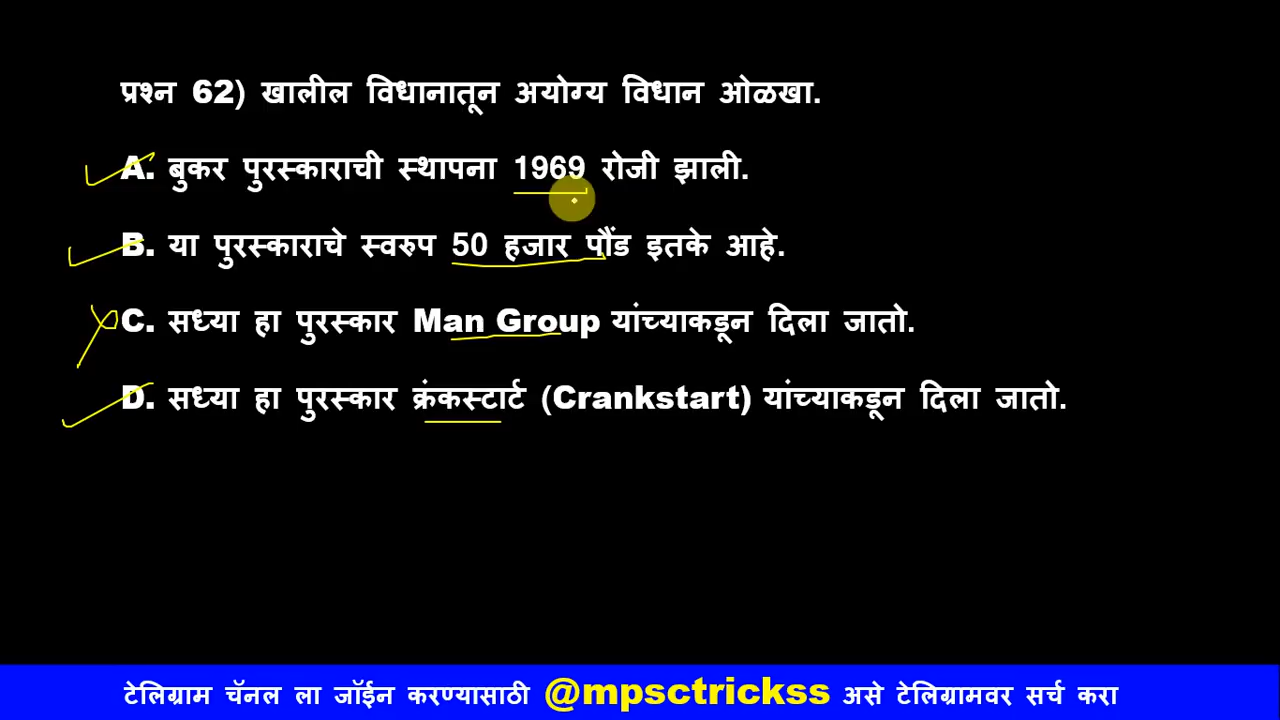 प्रश्न 62) खालील विधानातून अयोग्य विधान ओळखा.
A. बुकर पुरस्काराची स्थापना 1969 रोजी झाली.
B. या पुरस्काराचे स्वरुप 50 हजार पौंड इतके आहे.
C. सध्या हा पुरस्कार Man Group यांच्याकडून दिला जातो.
D. सध्या हा पुरस्कार क्रंकस्टार्ट (Crankstart) यांच्याकडून दिला जातो.
टेलिग्राम चॅनल ला जॉईन करण्यासाठी @mpsctrickss असे टेलिग्रामवर सर्च करा